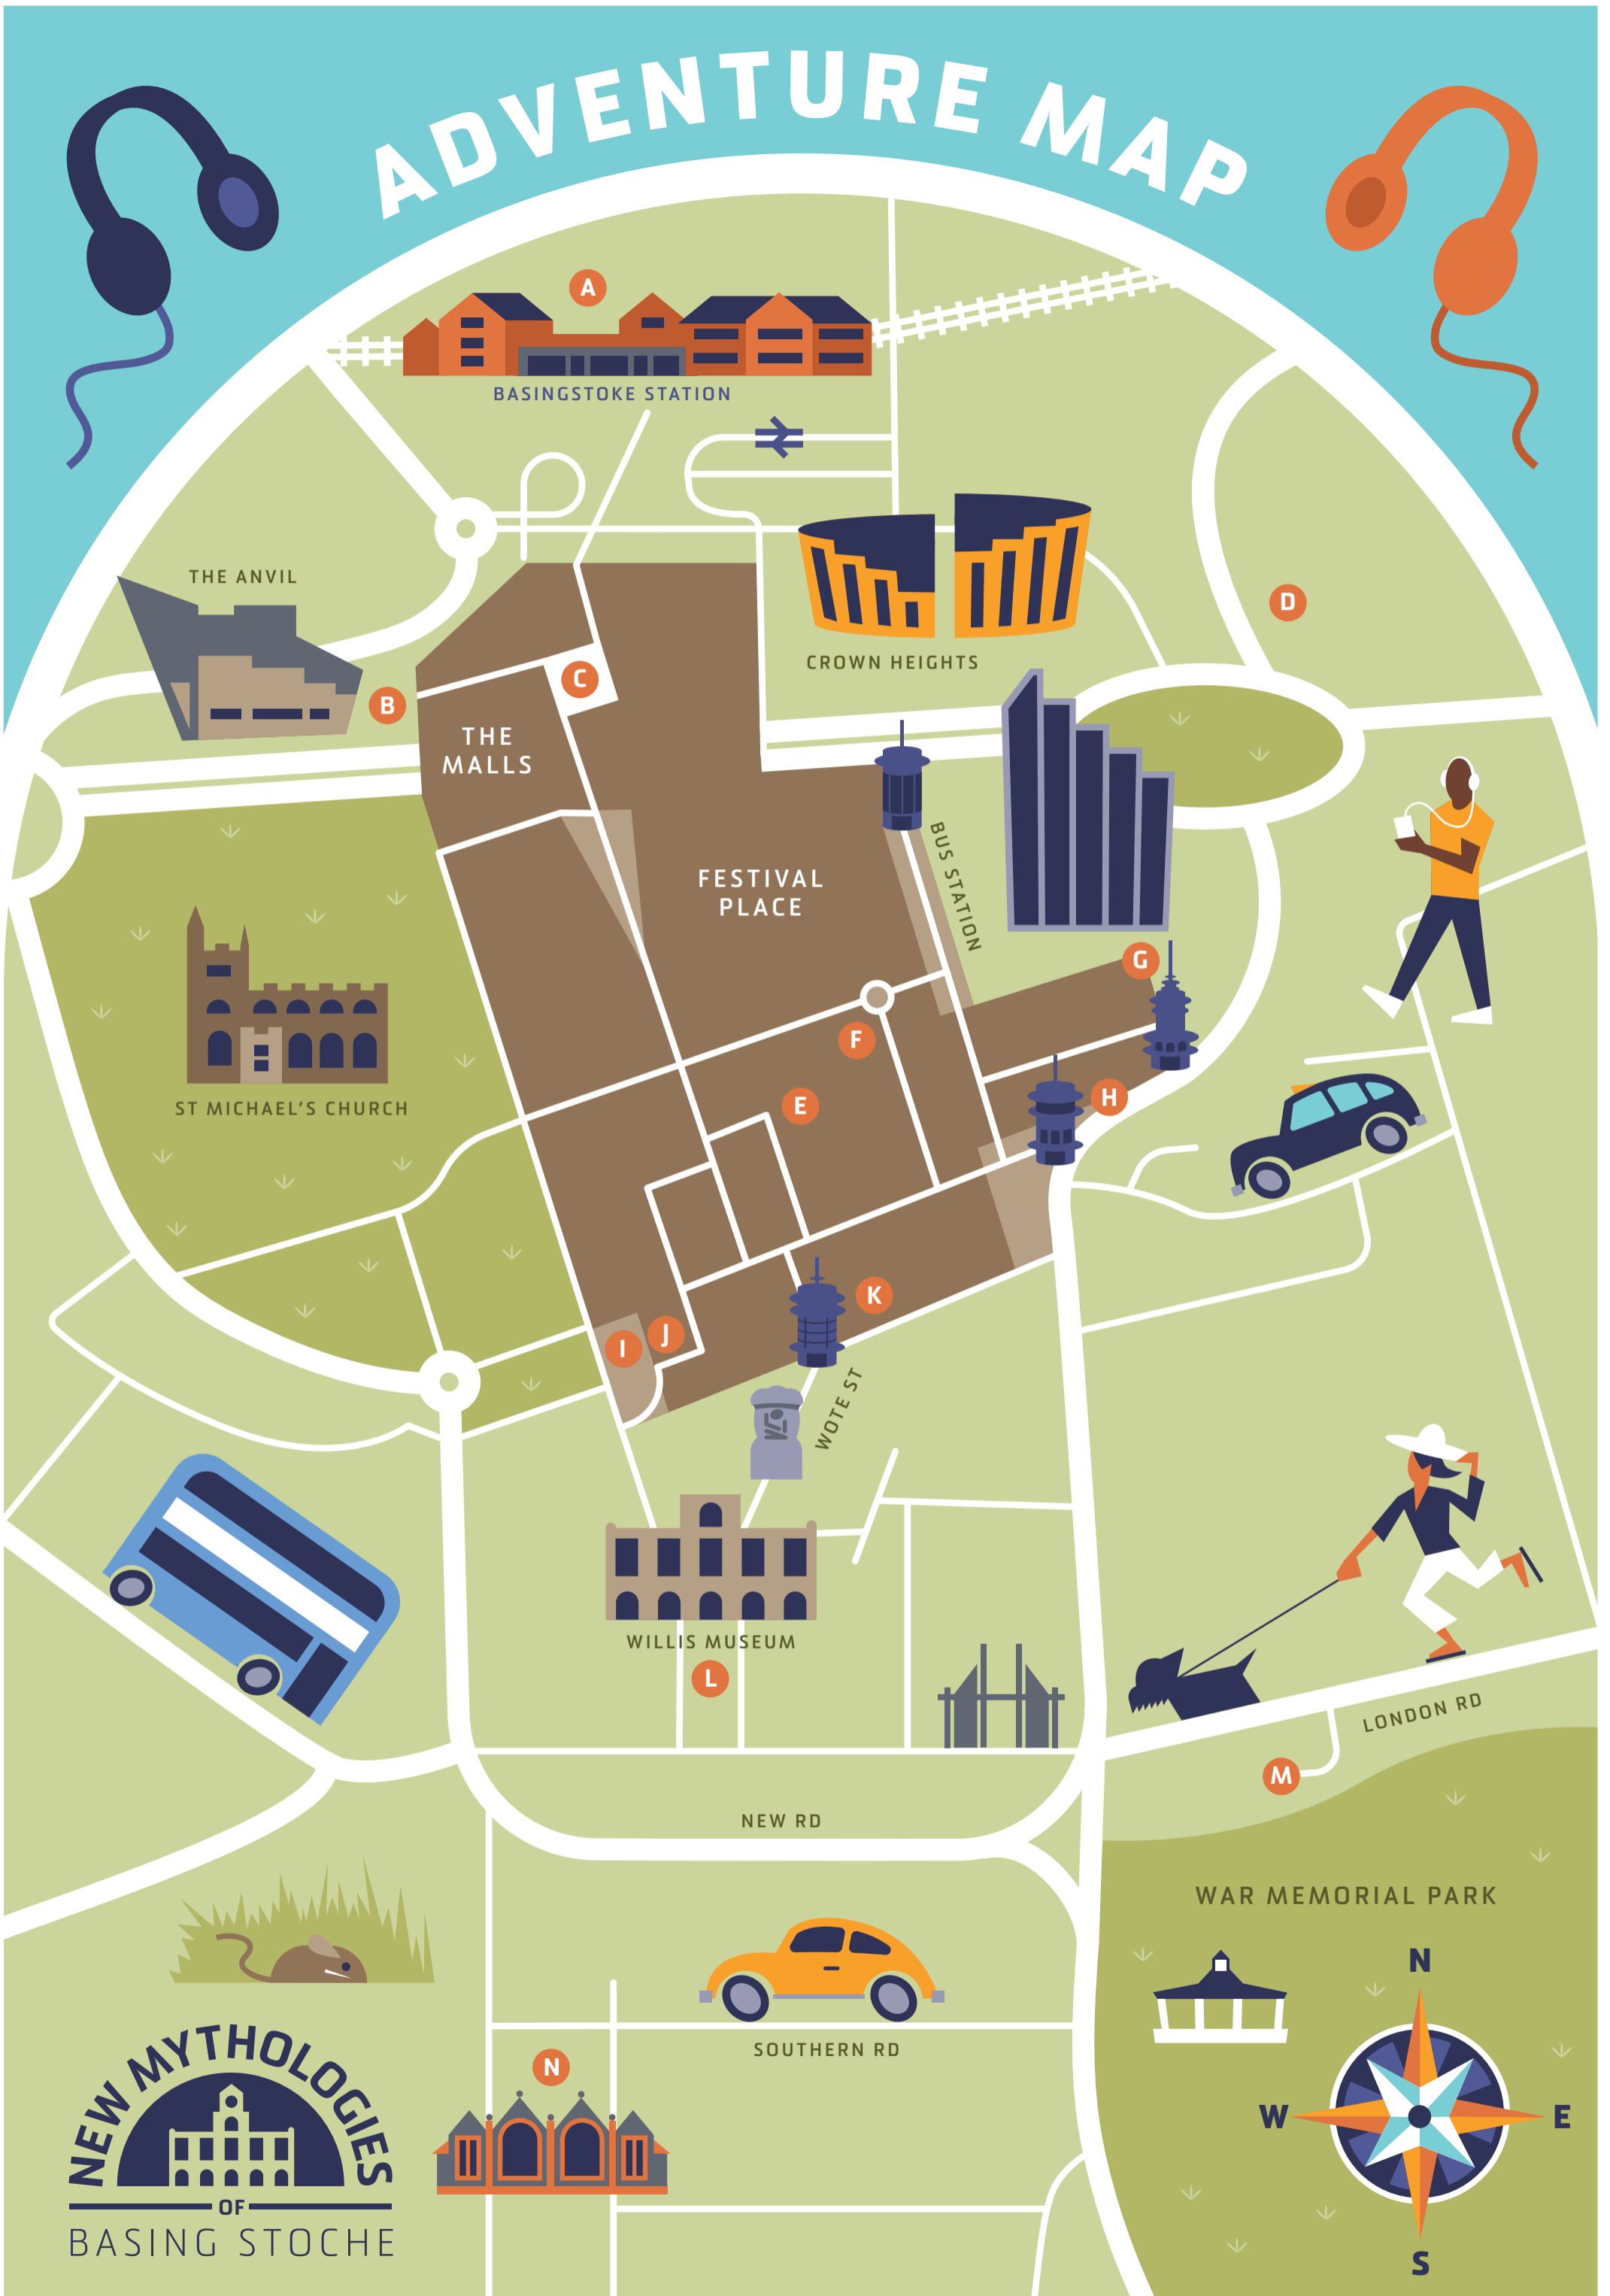 ADVENTURE MAP
A
BASINGSTOKE STATION
THE ANVIL
D
CROWN HEIGHTS
C
B
THE
MALLS
BUS STATION
FESTIVAL
PLACE
G
F
H
E
ST MICHAEL'S CHURCH
K
J
I
WOTE ST
WILLIS MUSEUM
L
LONDON RD
M
NEW RD
WAR MEMORIAL PARK
N
SOUTHERN RD
N
W
E
S
NEW MYTHOLOGIES
OF
BASING STOCHE